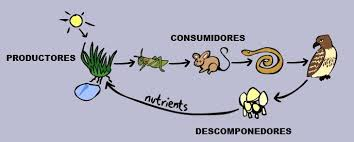 CONSUMIDORES
PRODUCTORES
nutrients
DESCOMPONEDORES